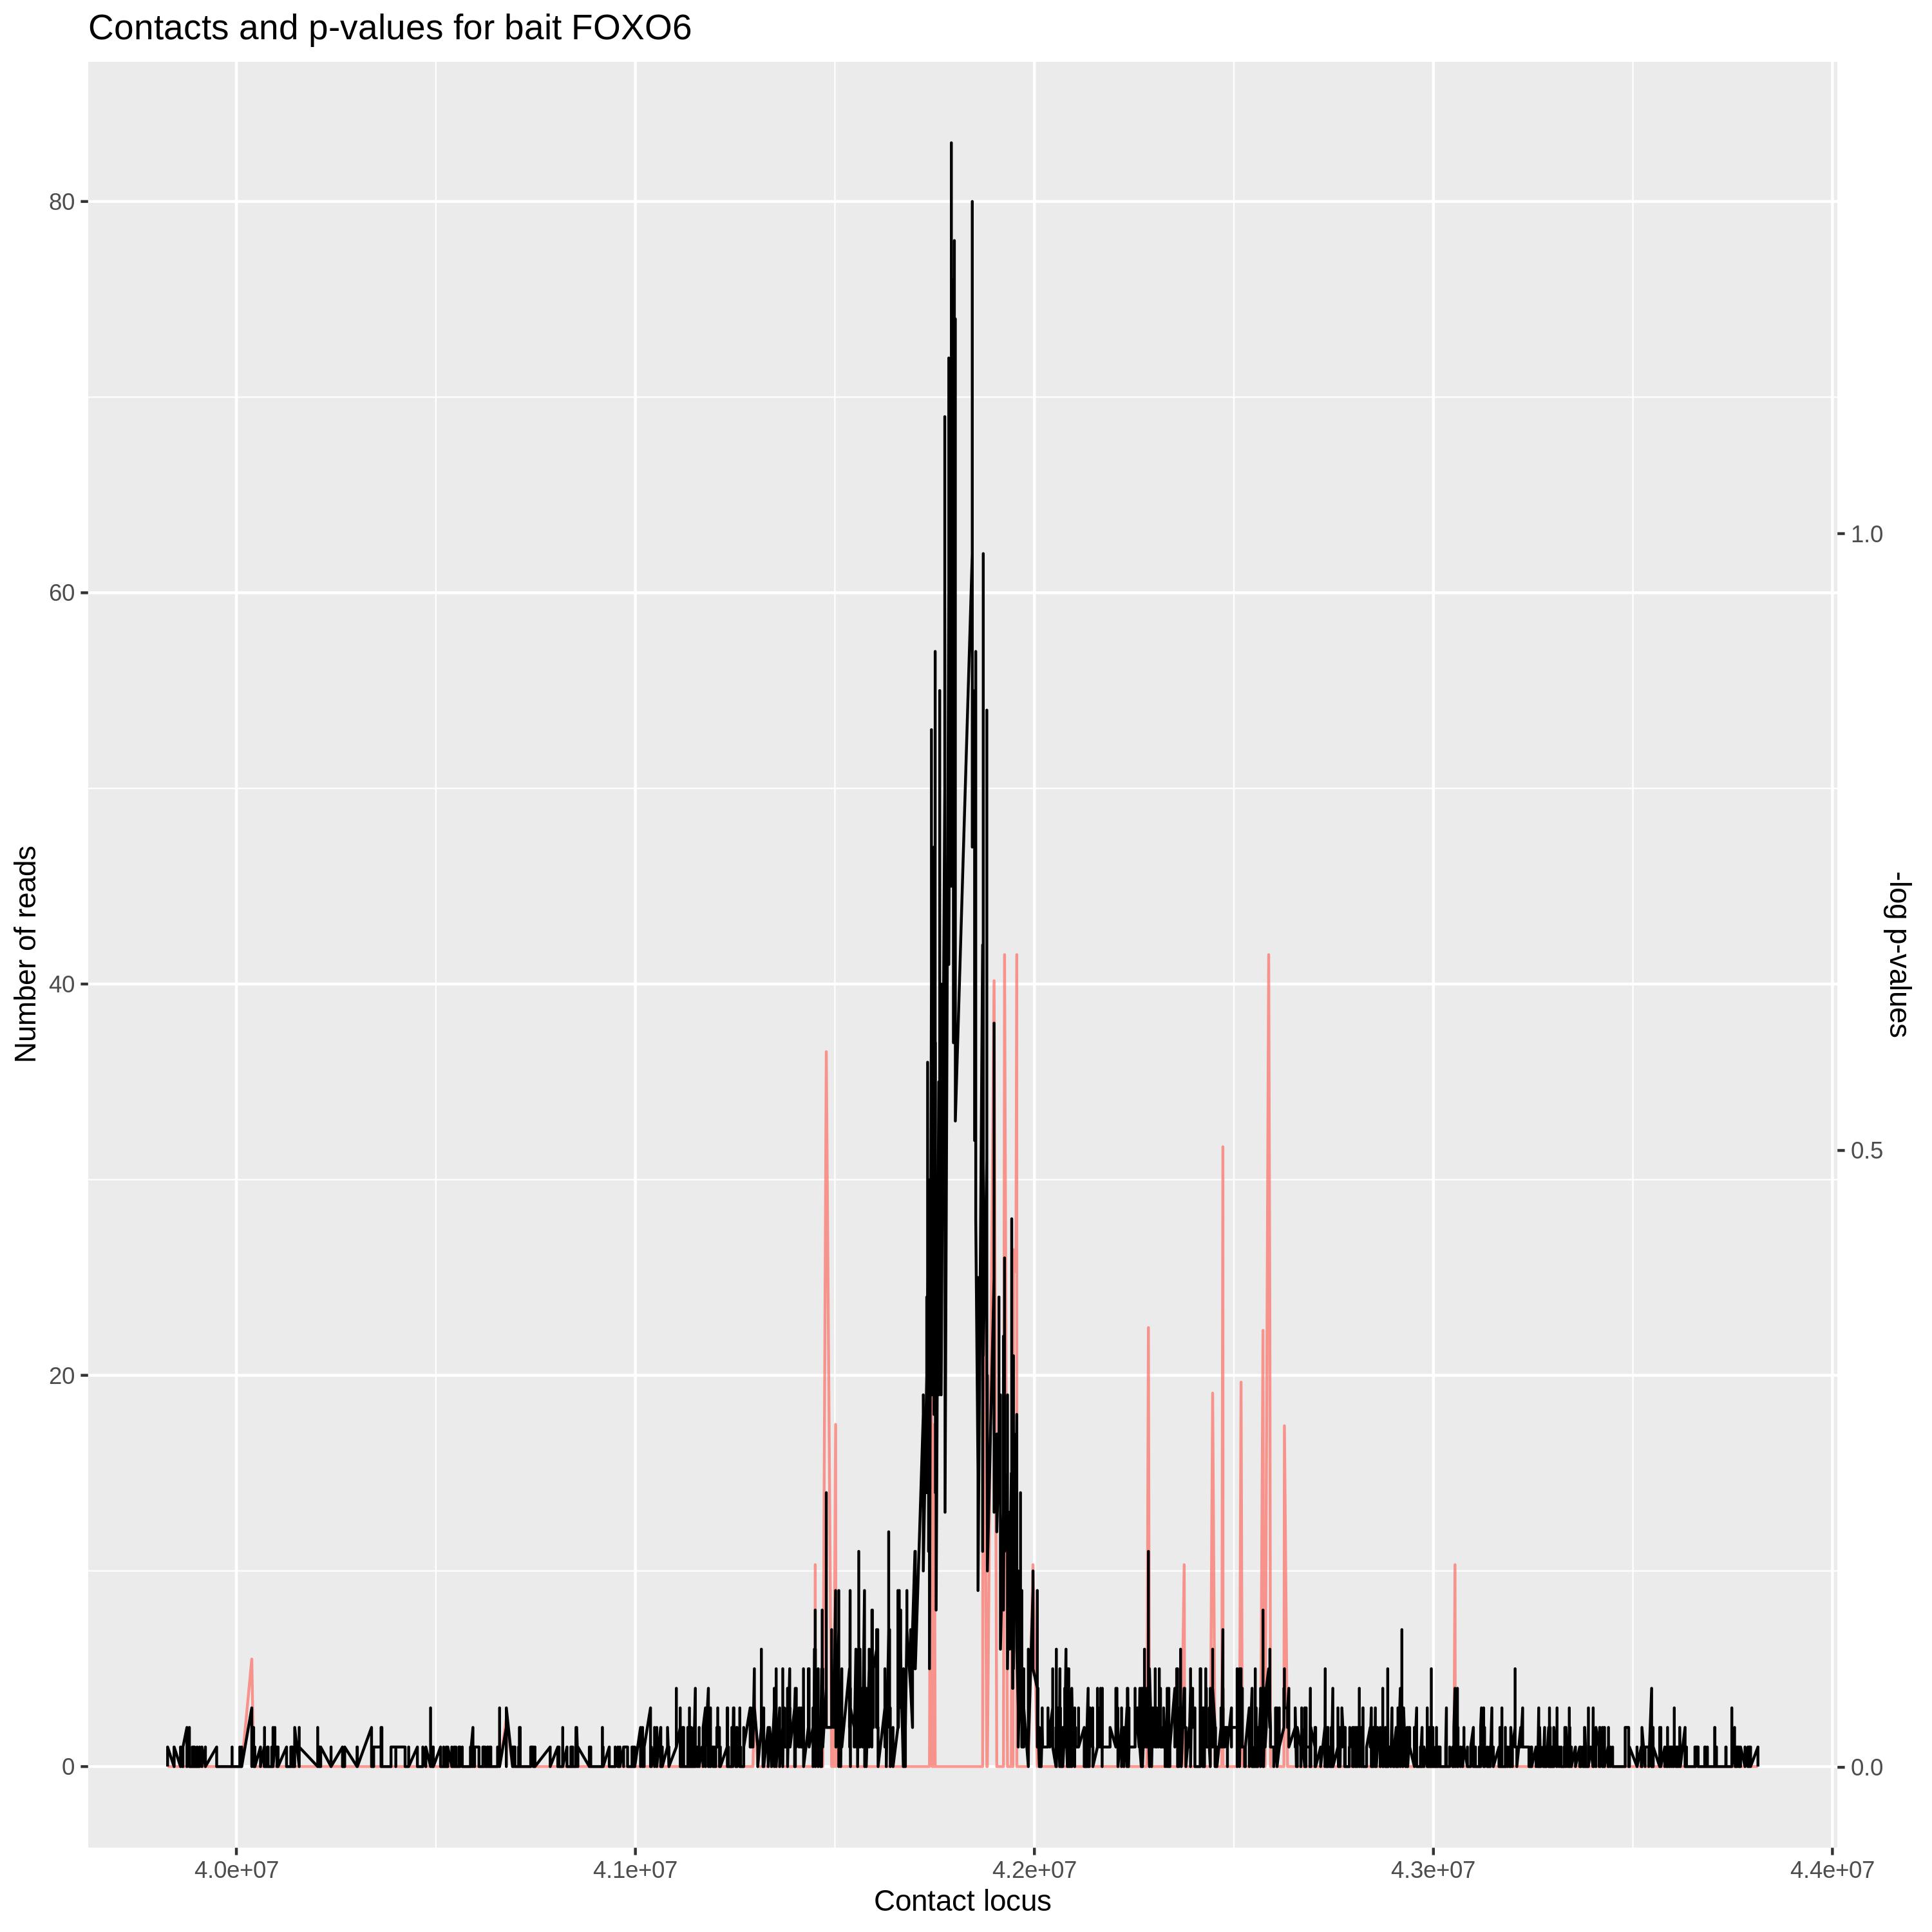 Contacts and p-values for bait FOXO6
80
60
40
20
0
Number of reads
1.0
0.5
0.0
-log p-values
4.0e+07
4.1e+07
4.2e+07
4.3e+07
4.4e+07
Contact locus